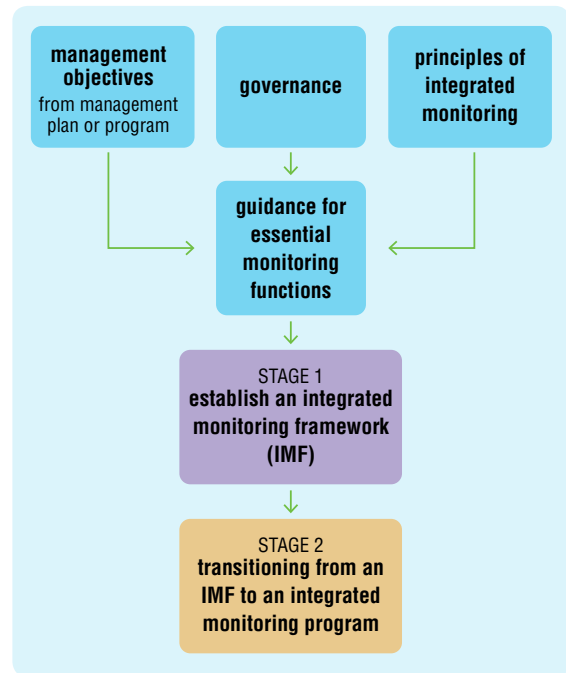 management
objectives
from management
plan or program
governance
principles of
integrated
monitoring
guidance for
essential
monitoring
functions
STAGE 1
establish an integrated
monitoring framework
(IMF)
STAGE 2
transitioning from an
IMF to an integrated
monitoring program